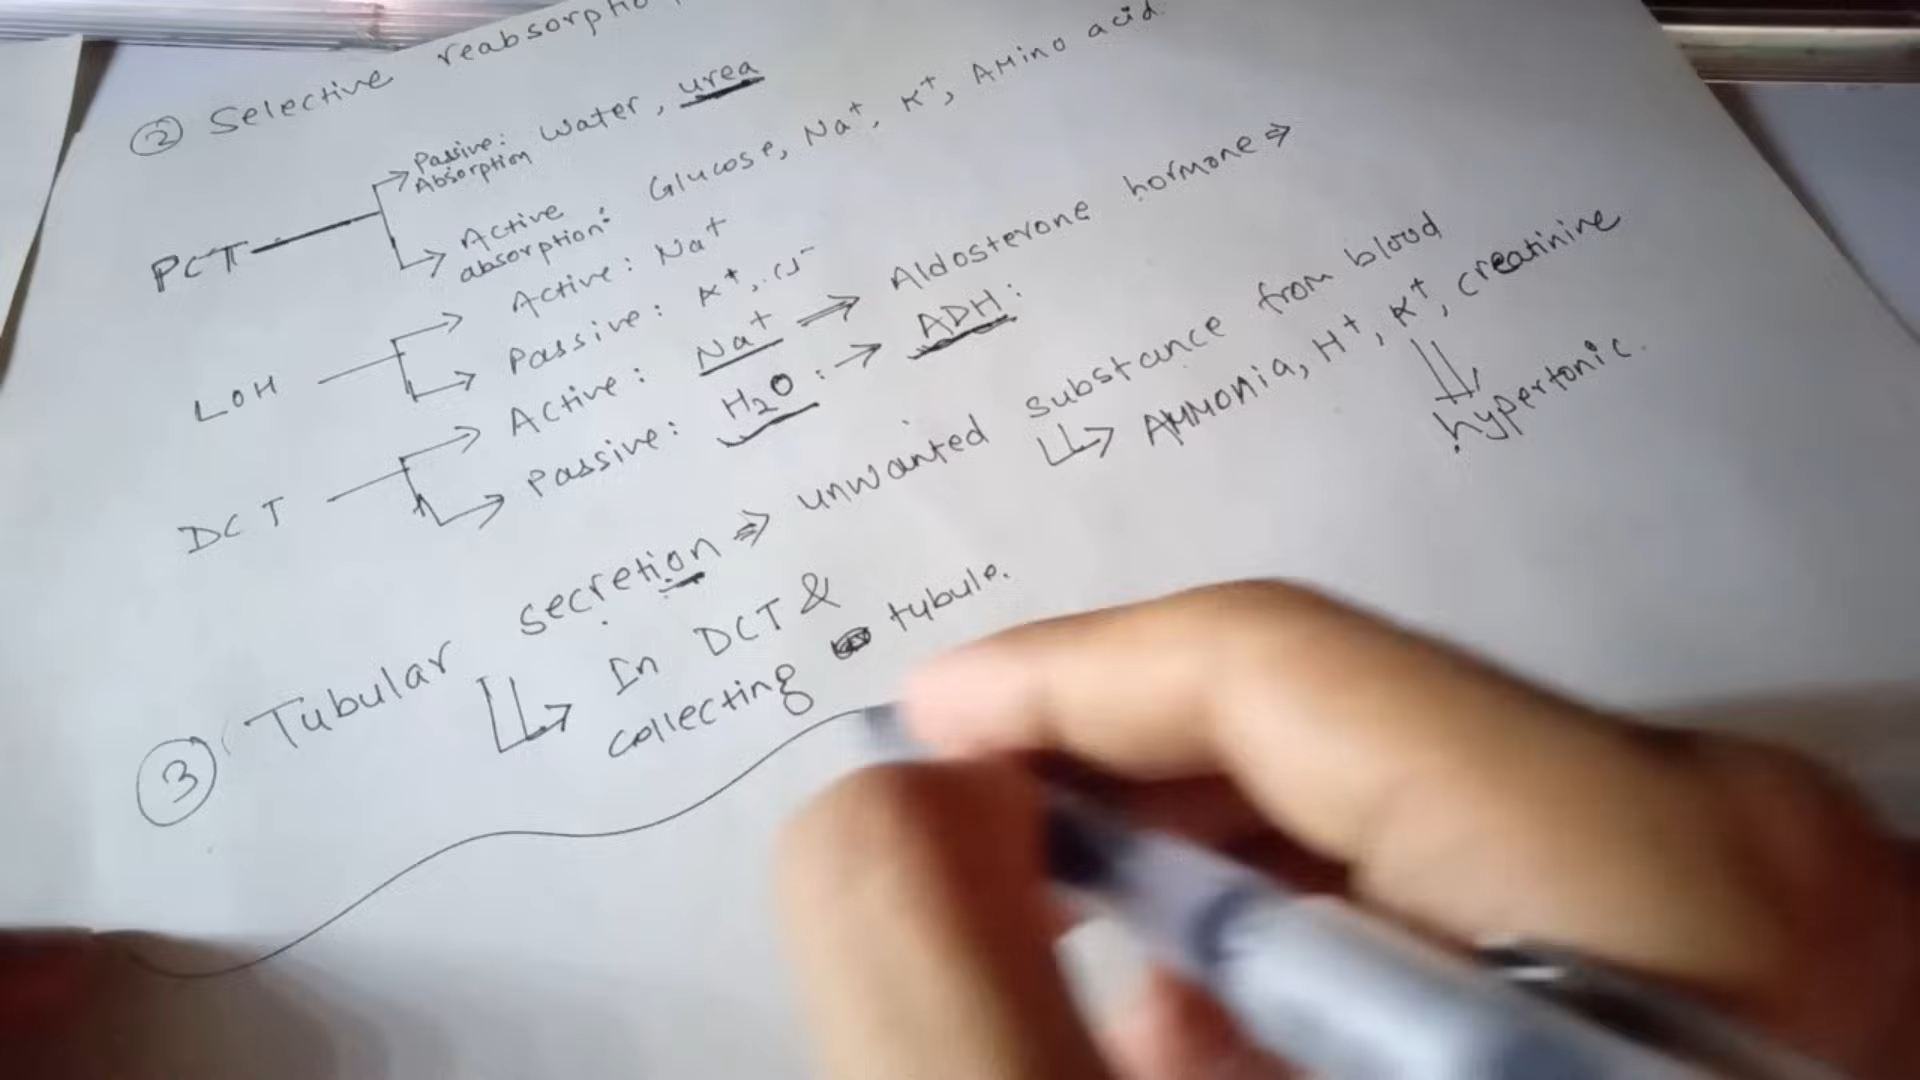 ② Selective reabsorptio
PCT
Passive: Absorption Water, urea
Active absorption: Glucose, Na⁺, K⁺, Amino acid
LOH
Active: Na⁺
Passive: K⁺, Cl⁻
DCT
Active: Na⁺ ⇒ Aldosterone hormone ⇒
Passive: H₂O: → ADH:
③ Tubular secretion ⇒ unwanted substance from blood
Ammonia, H⁺, K⁺, creatinine
hypertonic.
In DCT &
collecting tubule.